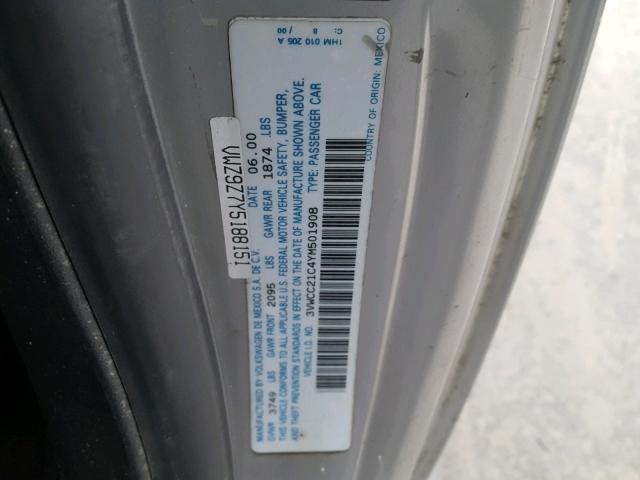 MANUFACTURED BY VOLKSWAGEN DE MEXICO S.A. DE C.V. DATE 06.00
GVWR 3749 LBS GAWR FRONT 2095 LBS GAWR REAR 1874 LBS
THIS VEHICLE CONFORMS TO ALL APPLICABLE U.S. FEDERAL MOTOR VEHICLE SAFETY, BUMPER,
AND THEFT PREVENTION STANDARDS IN EFFECT ON THE DATE OF MANUFACTURE SHOWN ABOVE.
VEHICLE I.D. NO. 3VWCC21C4YM501908 TYPE: PASSENGER CAR
COUNTRY OF ORIGIN: MEXICO
1HM 010 205 A C: 8 / 00
VWZ9Z7Y5188151